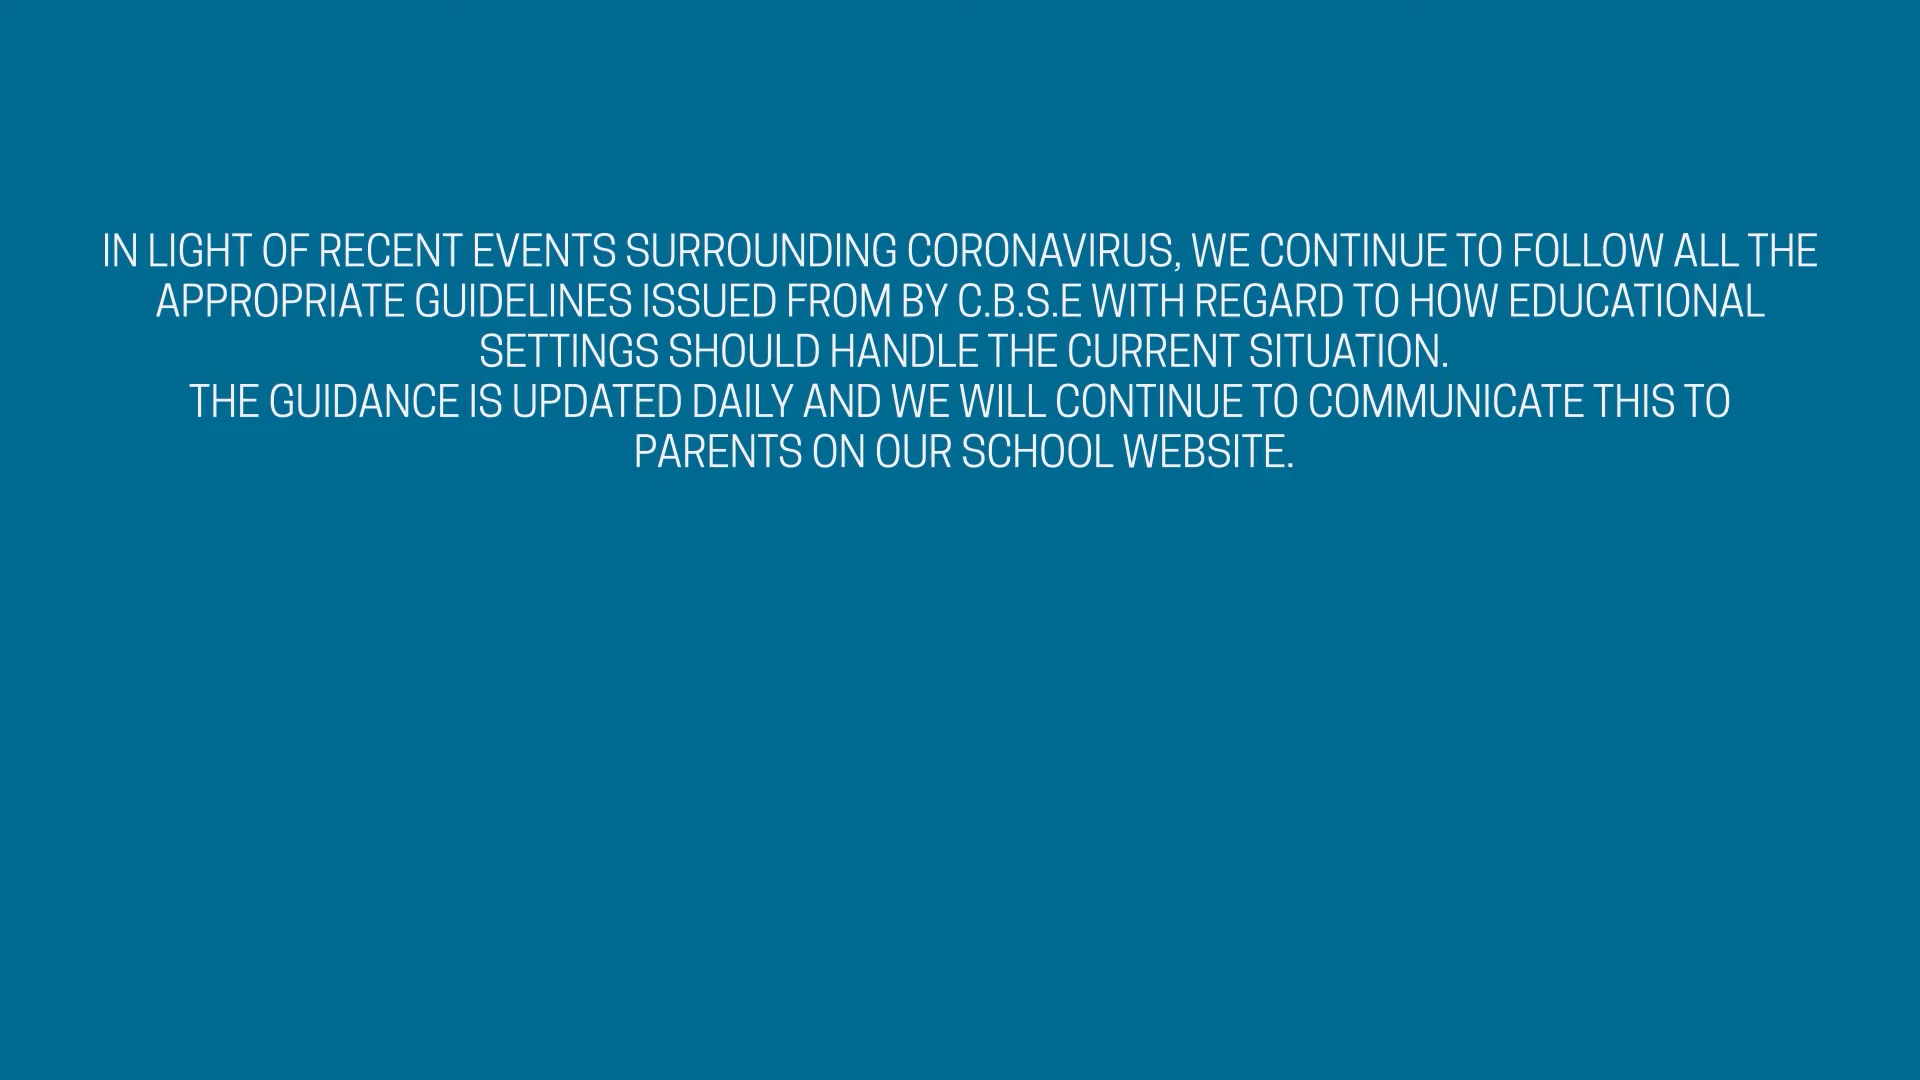 IN LIGHT OF RECENT EVENTS SURROUNDING CORONAVIRUS, WE CONTINUE TO FOLLOW ALL THE
APPROPRIATE GUIDELINES ISSUED FROM BY C.B.S.E WITH REGARD TO HOW EDUCATIONAL
SETTINGS SHOULD HANDLE THE CURRENT SITUATION.
THE GUIDANCE IS UPDATED DAILY AND WE WILL CONTINUE TO COMMUNICATE THIS TO
PARENTS ON OUR SCHOOL WEBSITE.